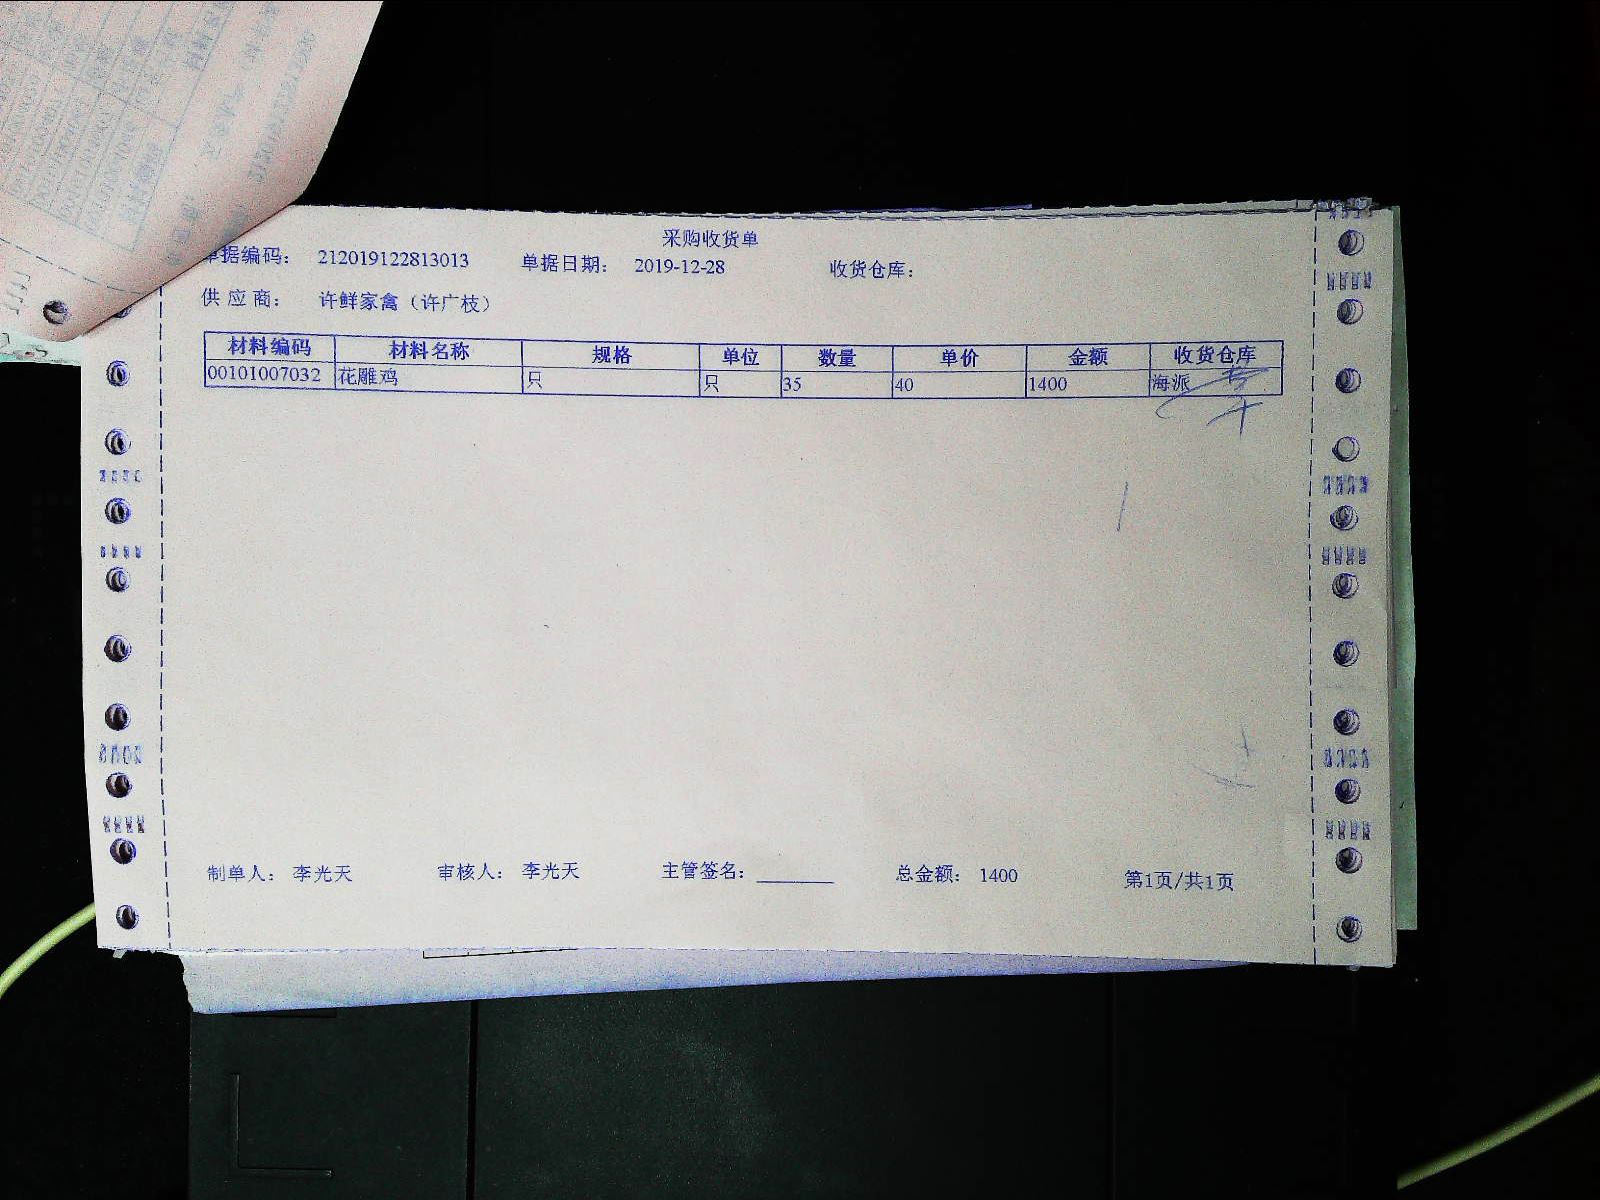 采购收货单
单据编码： 212019122813013 单据日期： 2019-12-28 收货仓库：
供应商： 许鲜家禽（许广枝）
材料编码 材料名称 规格 单位 数量 单价 金额 收货仓库
00101007032 花雕鸡 只 只 35 40 1400 海派
制单人： 李光天 审核人： 李光天 主管签名：________ 总金额： 1400 第1页/共1页